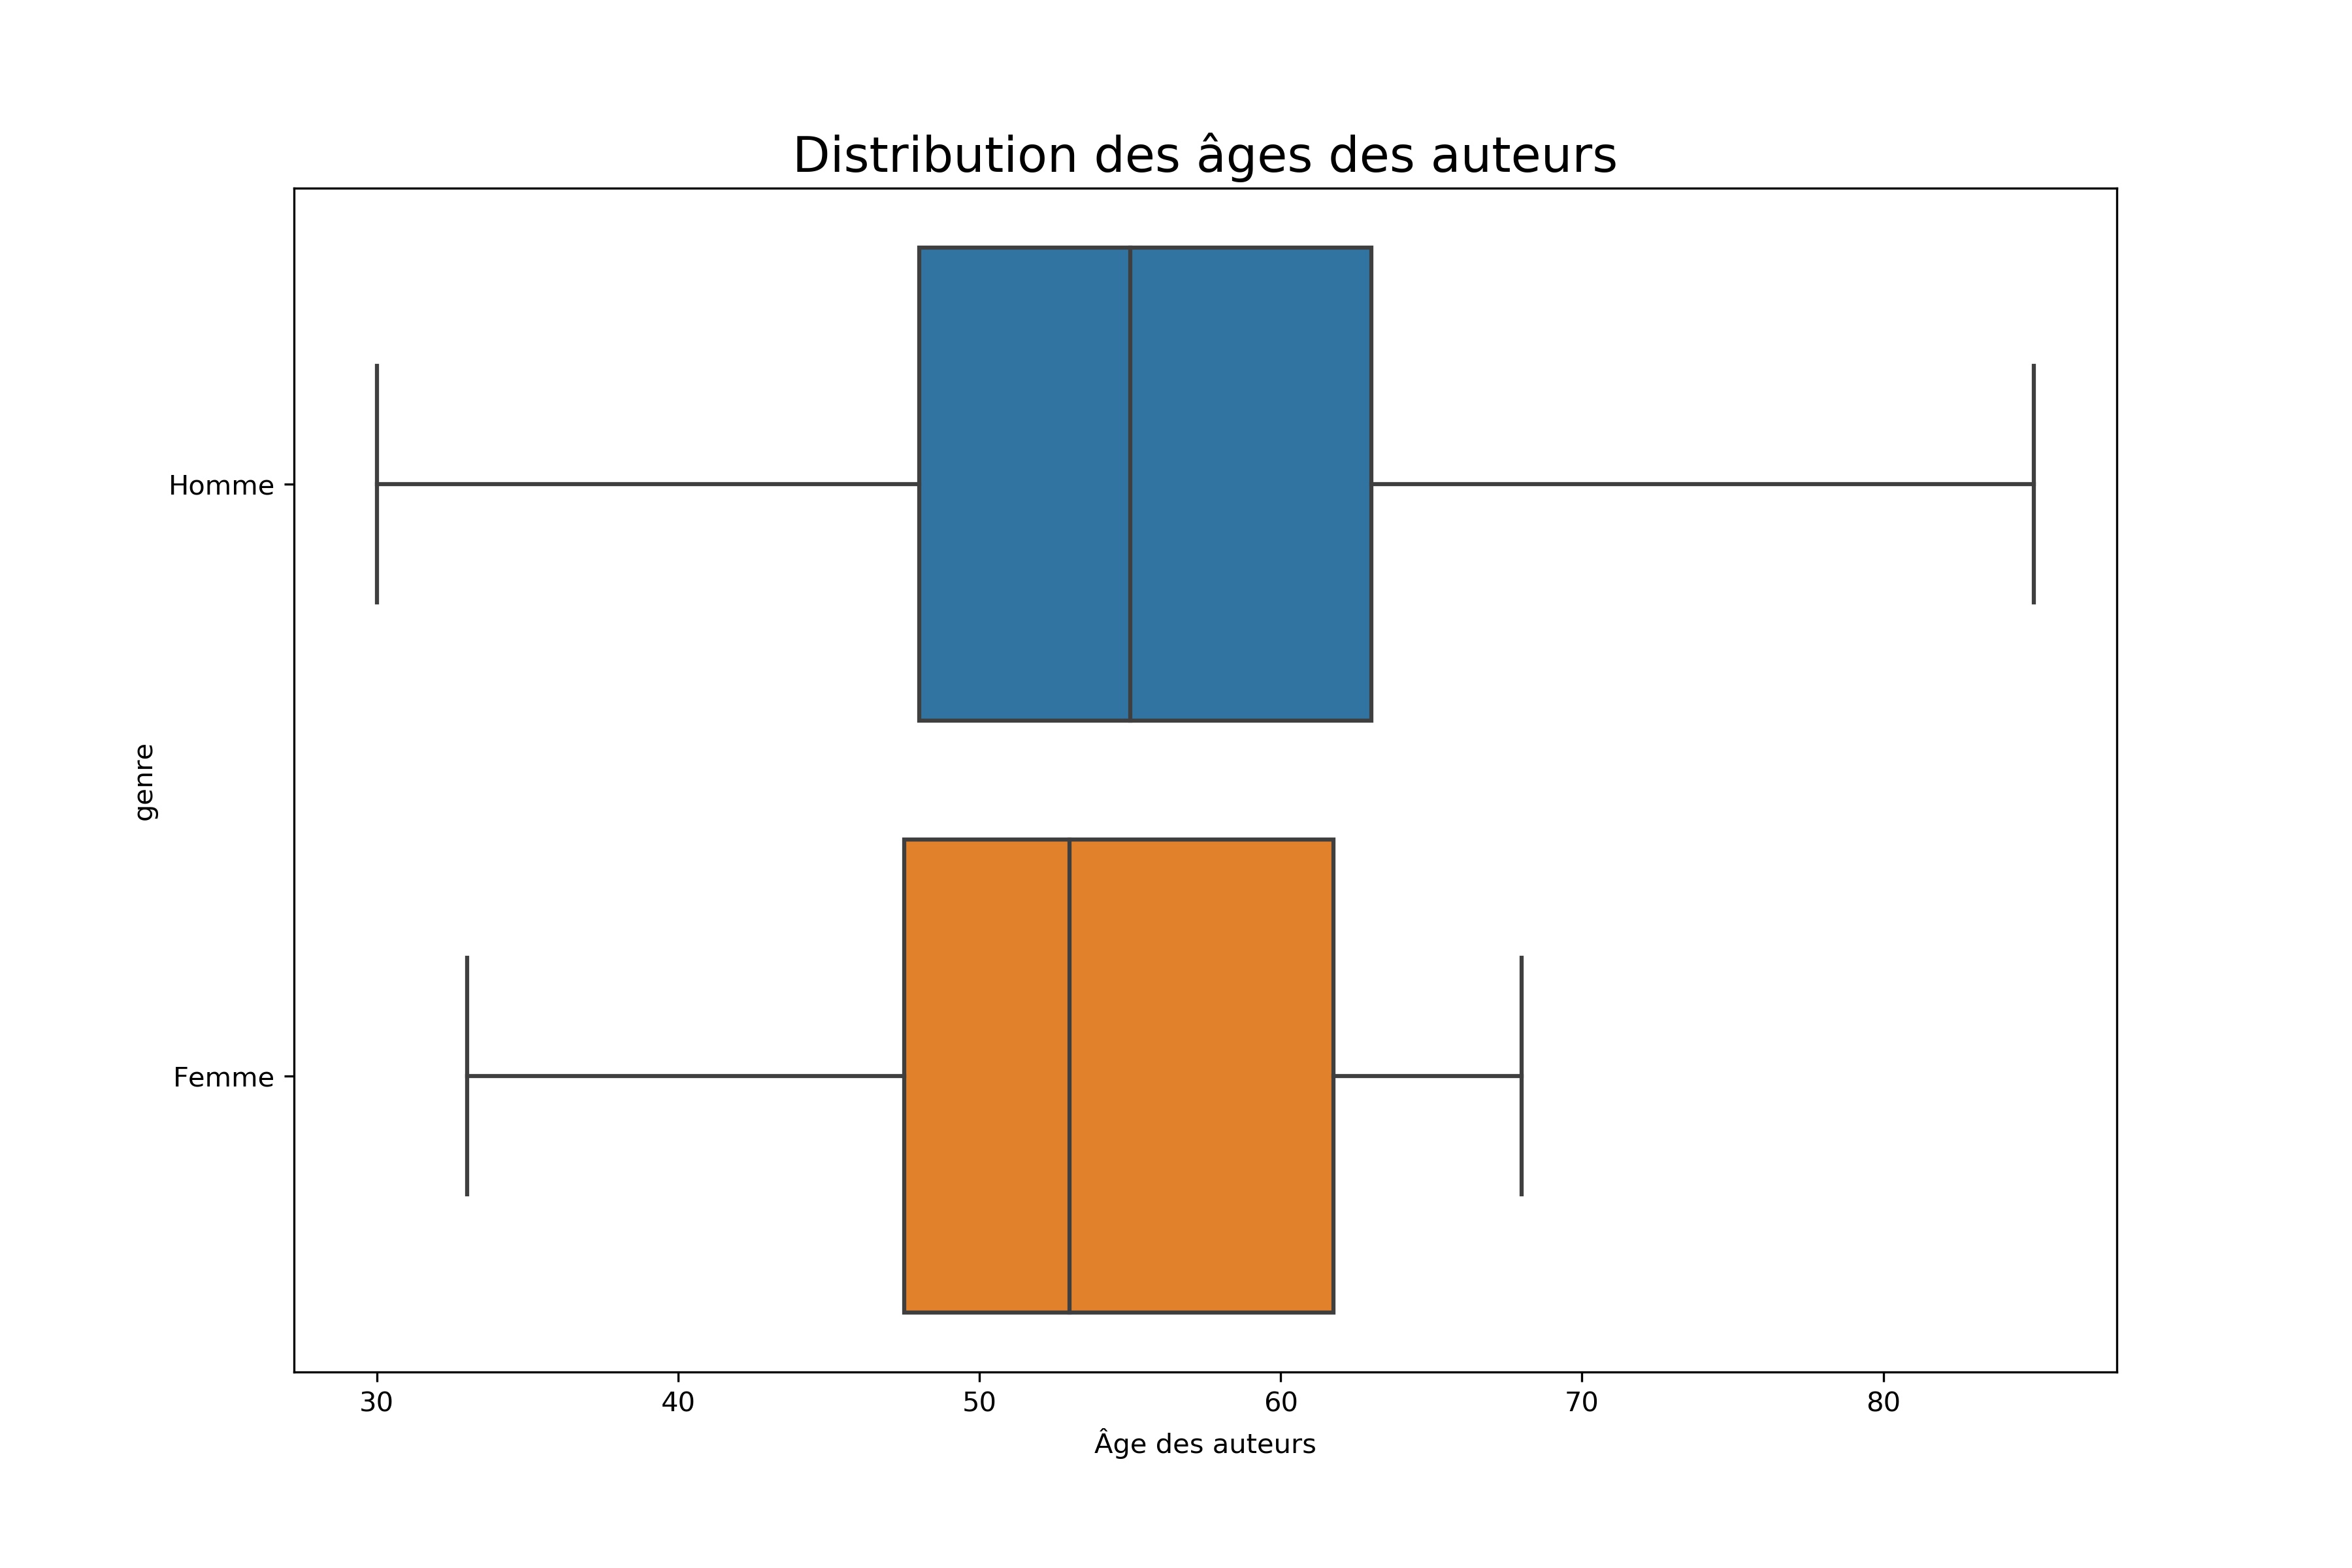 Distribution des âges des auteurs
Homme
genre
Femme
30 40 50 60 70 80
Âge des auteurs